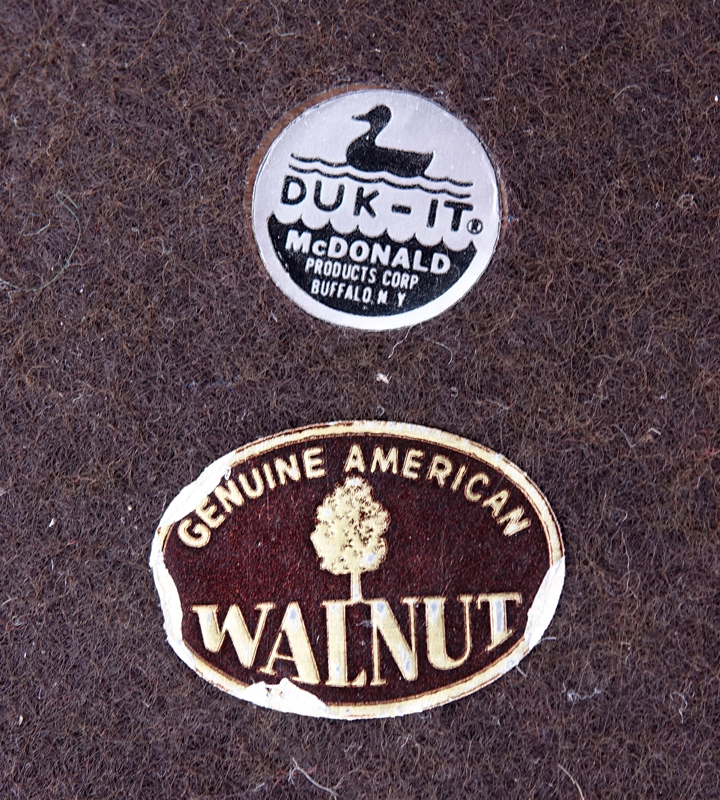 DUK-IT®
McDONALD
PRODUCTS CORP
BUFFALO, N Y
GENUINE AMERICAN
WALNUT